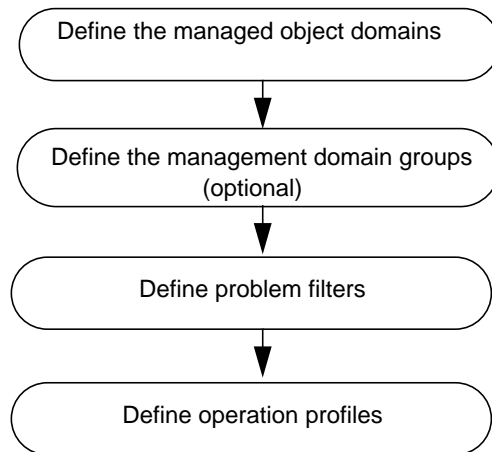 Define the managed object domains
Define the management domain groups
(optional)
Define problem filters
Define operation profiles